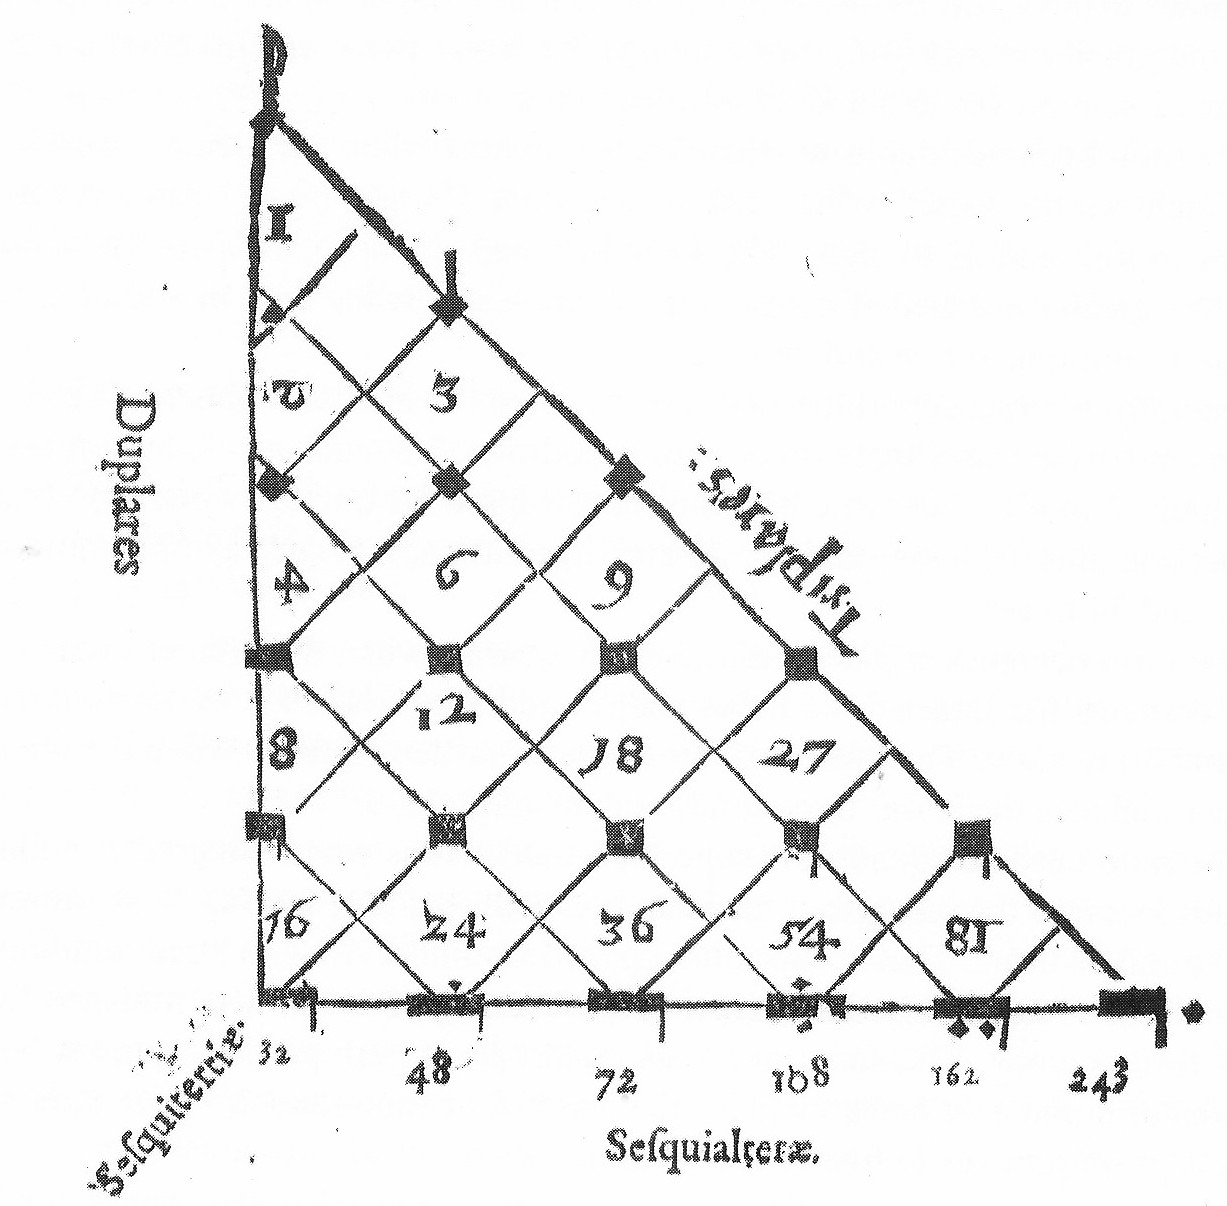 1
2 3
4 6 9
8 12 18 27
16 24 36 54 81
32 48 72 108 162 243
Duplares
Triplares.
Seſquitertiæ.
Seſquialteræ.